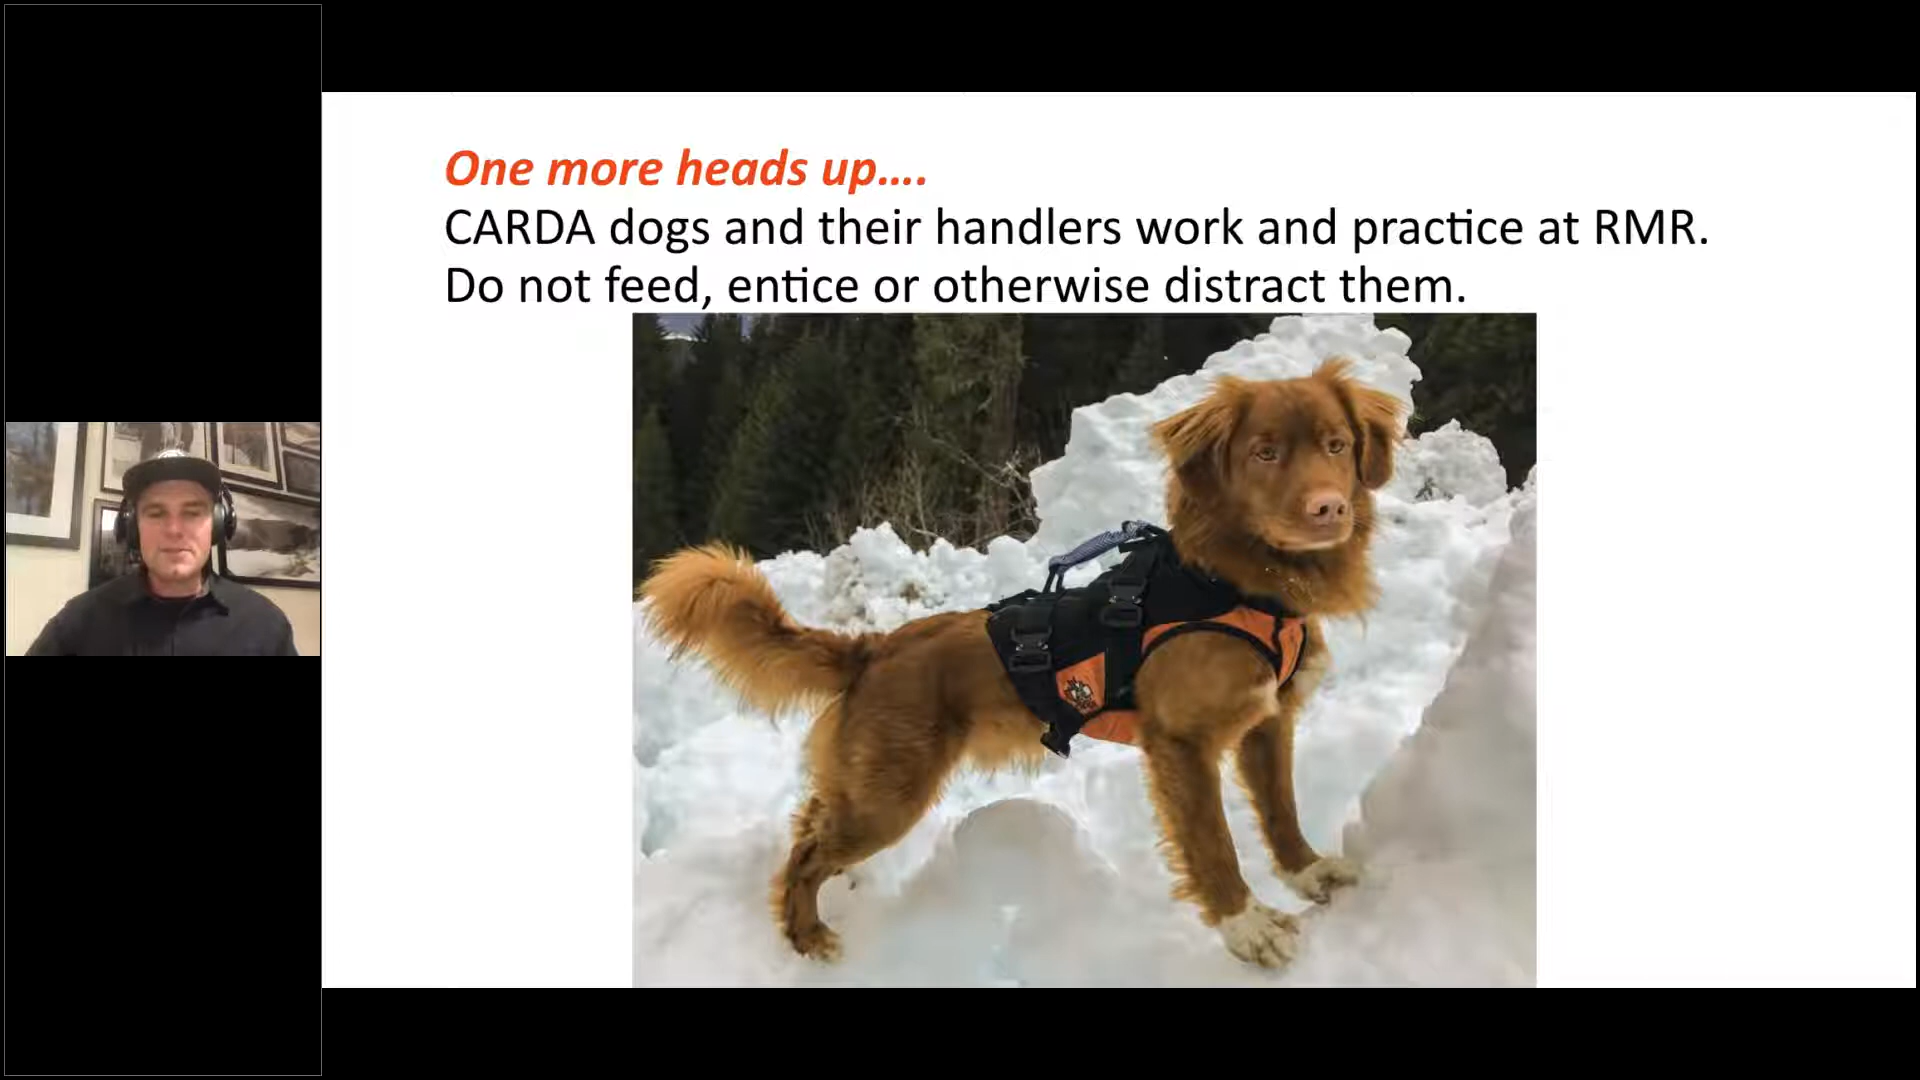 One more heads up....
CARDA dogs and their handlers work and practice at RMR.
Do not feed, entice or otherwise distract them.